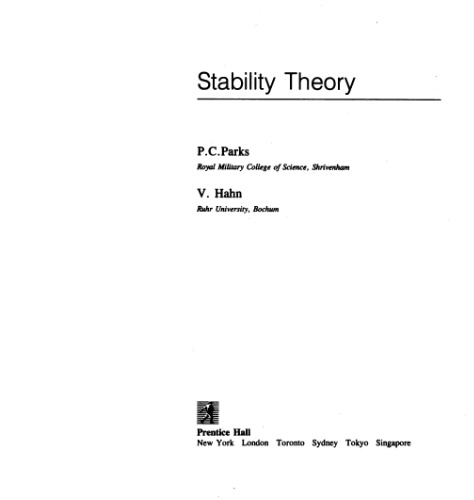 Stability Theory
P.C.Parks
Royal Military College of Science, Shrivenham
V. Hahn
Ruhr University, Bochum
Prentice Hall
New York London Toronto Sydney Tokyo Singapore